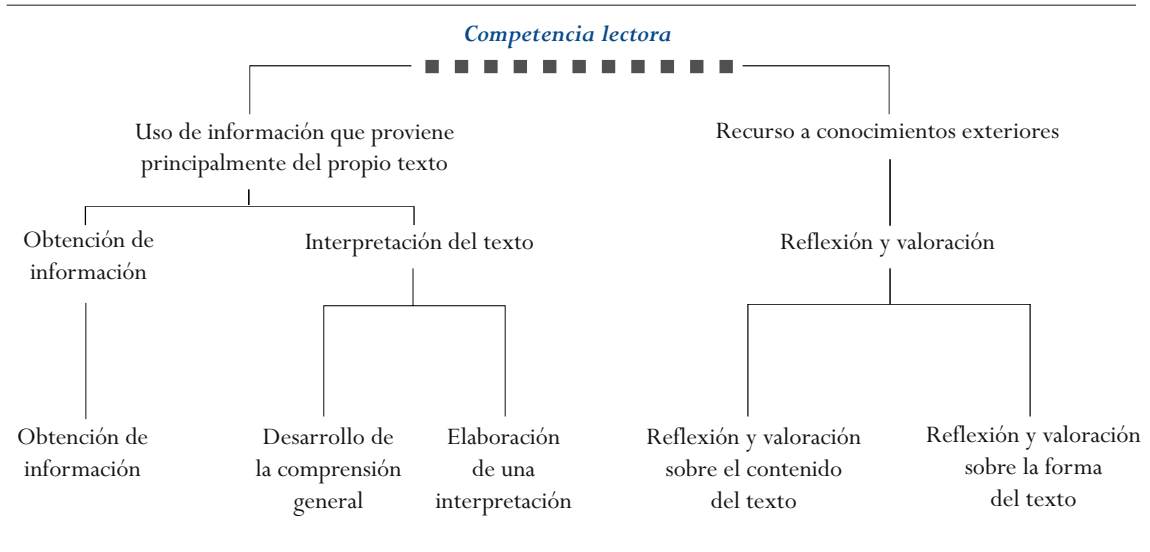 Competencia lectora
Uso de información que proviene
principalmente del propio texto
Recurso a conocimientos exteriores
Obtención de
información
Interpretación del texto
Reflexión y valoración
Obtención de
información
Desarrollo de
la comprensión
general
Elaboración
de una
interpretación
Reflexión y valoración
sobre el contenido
del texto
Reflexión y valoración
sobre la forma
del texto